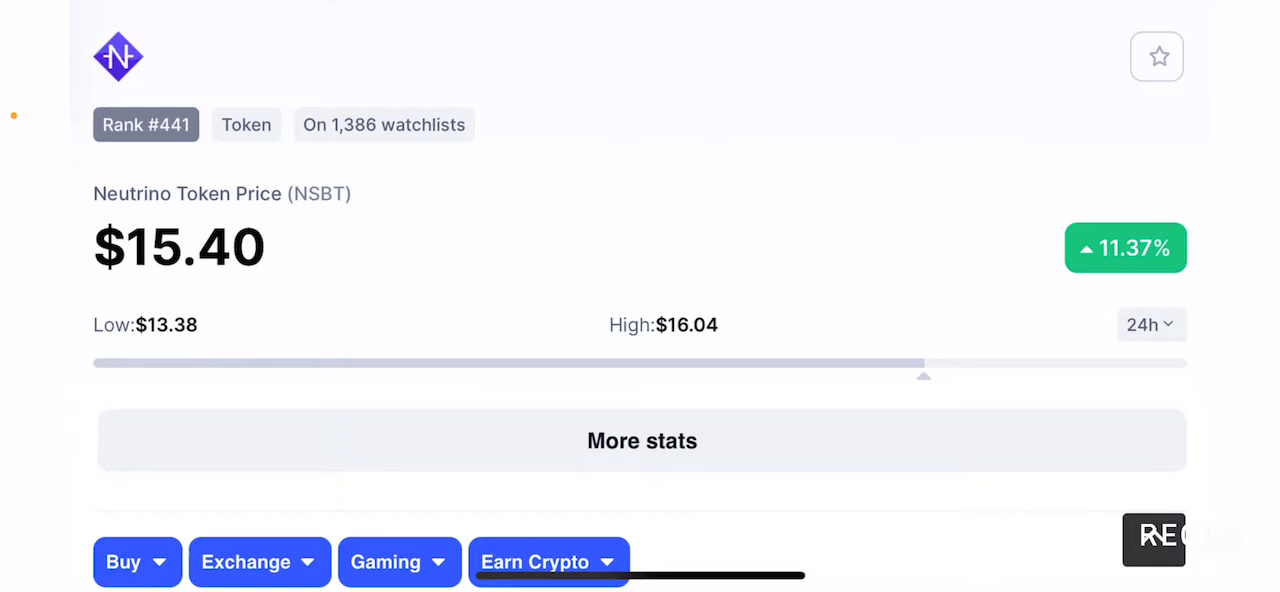 Rank #441 Token On 1,386 watchlists
Neutrino Token Price (NSBT)
$15.40
11.37%
Low:$13.38 High:$16.04 24h
More stats
Buy Exchange Gaming Earn Crypto